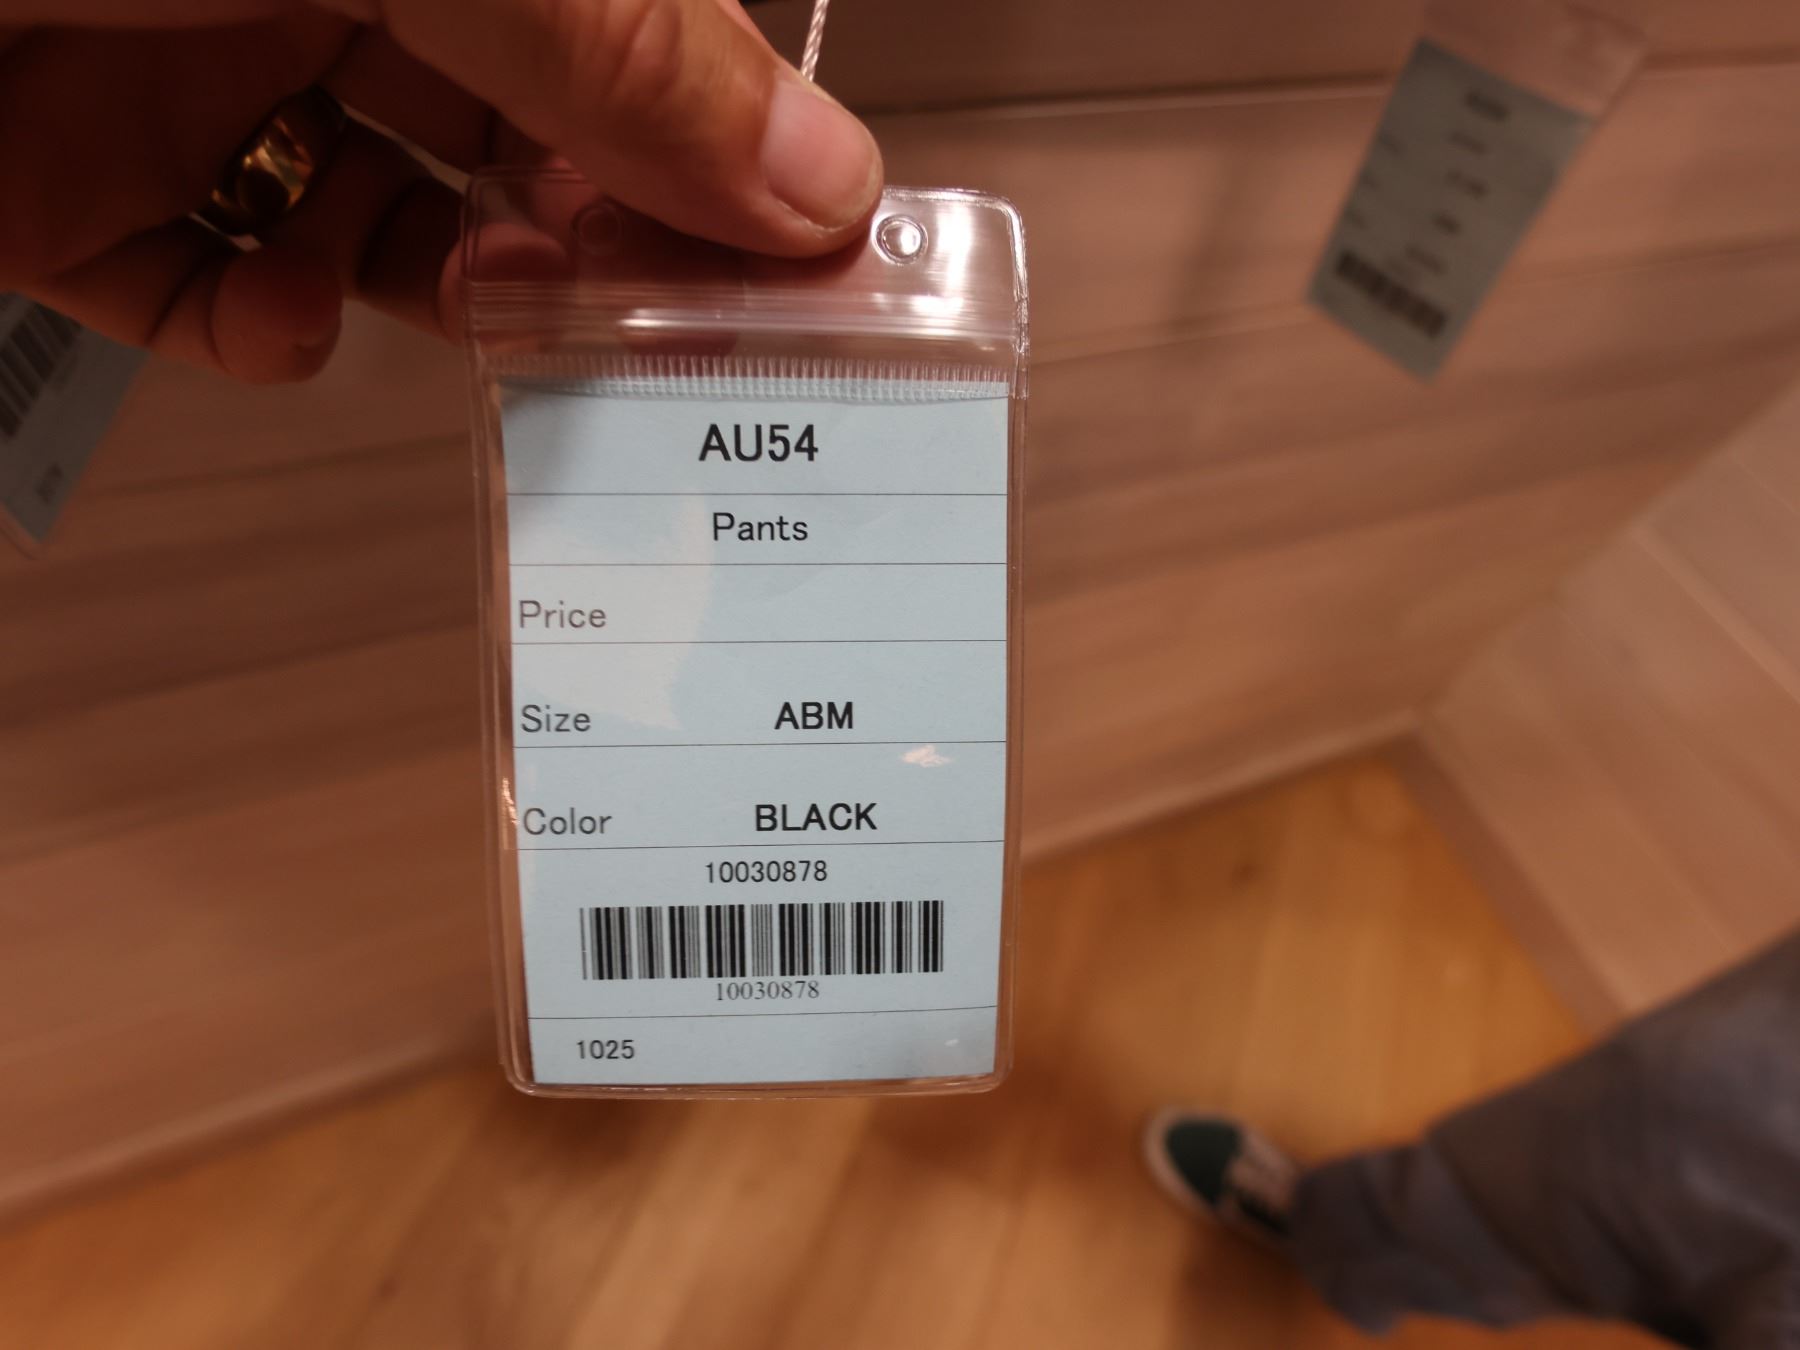 AU54
Pants
Price
Size ABM
Color BLACK
10030878
10030878
1025